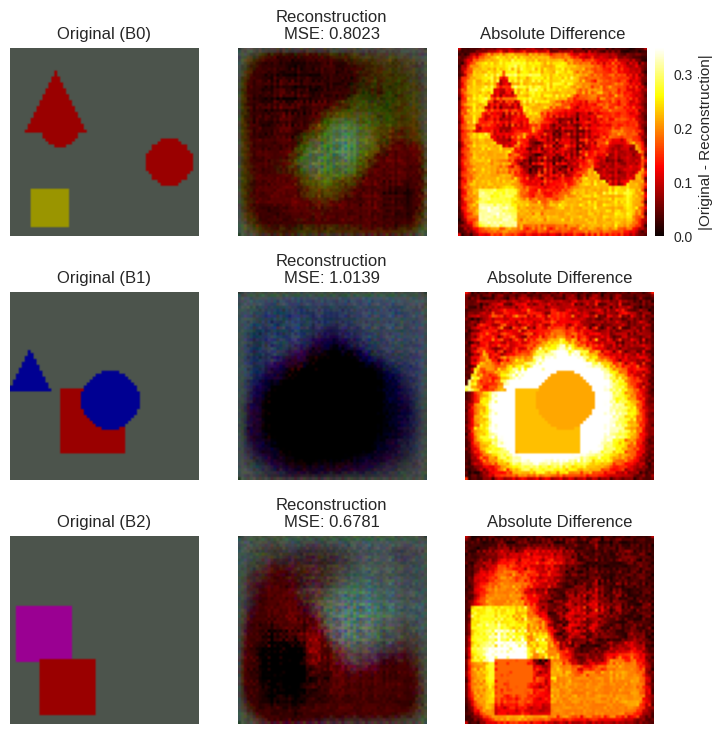 Original (B0)
Reconstruction
MSE: 0.8023
Absolute Difference
0.3
0.2
0.1
0.0
|Original - Reconstruction|
Original (B1)
Reconstruction
MSE: 1.0139
Absolute Difference
Original (B2)
Reconstruction
MSE: 0.6781
Absolute Difference